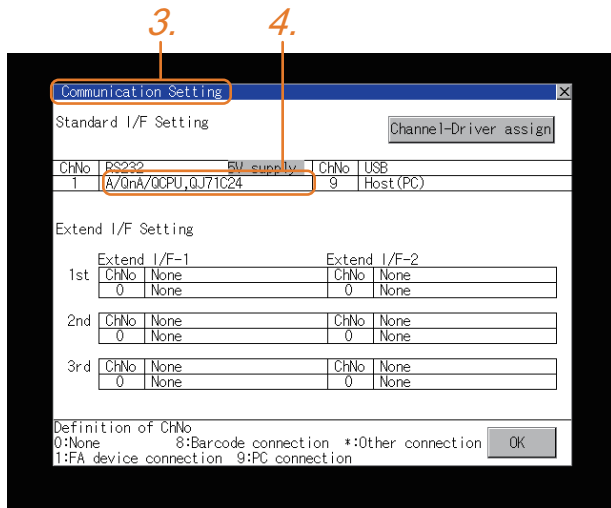 3. 4.
Communication Setting ×
Standard I/F Setting
Channel-Driver assign
ChNo RS232 5V supply ChNo USB
1 A/QnA/QCPU,QJ71C24 9 Host(PC)
Extend I/F Setting
Extend I/F-1 Extend I/F-2
1st ChNo None ChNo None
0 None 0 None
2nd ChNo None ChNo None
0 None 0 None
3rd ChNo None ChNo None
0 None 0 None
Definition of ChNo
0:None 8:Barcode connection *:Other connection OK
1:FA device connection 9:PC connection